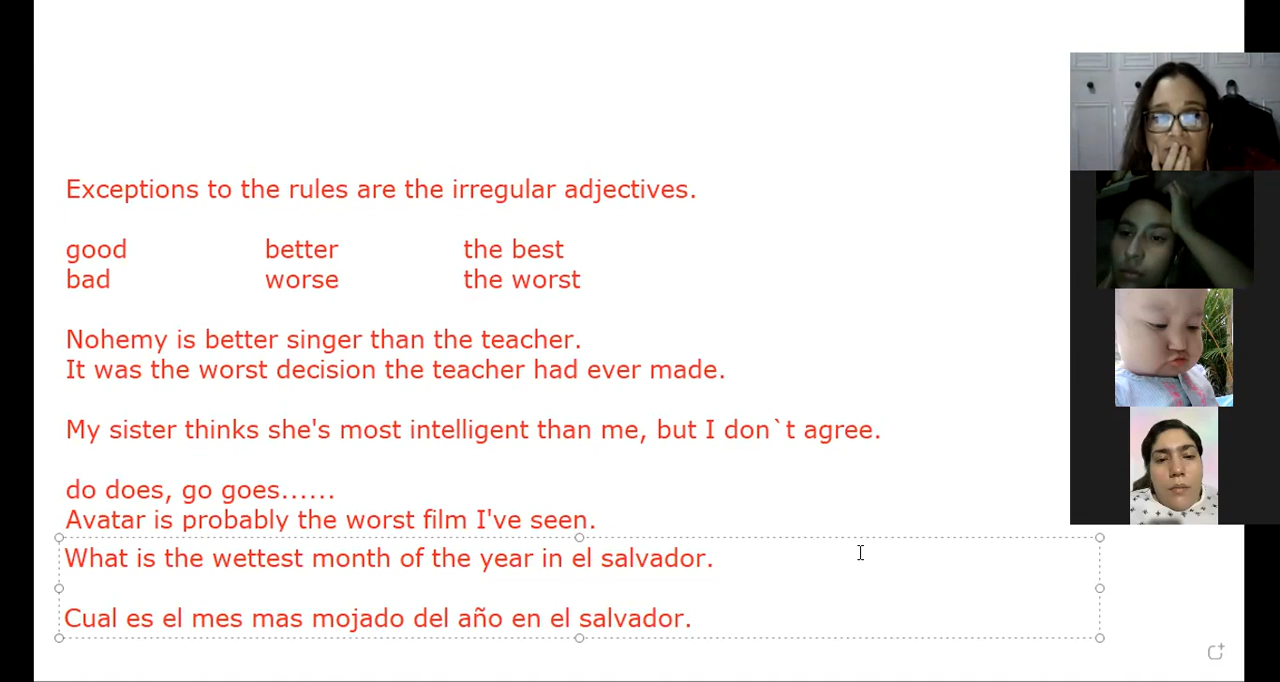 Exceptions to the rules are the irregular adjectives.
good better the best
bad worse the worst
Nohemy is better singer than the teacher.
It was the worst decision the teacher had ever made.
My sister thinks she's most intelligent than me, but I don`t agree.
do does, go goes......
Avatar is probably the worst film I've seen.
What is the wettest month of the year in el salvador.
Cual es el mes mas mojado del año en el salvador.